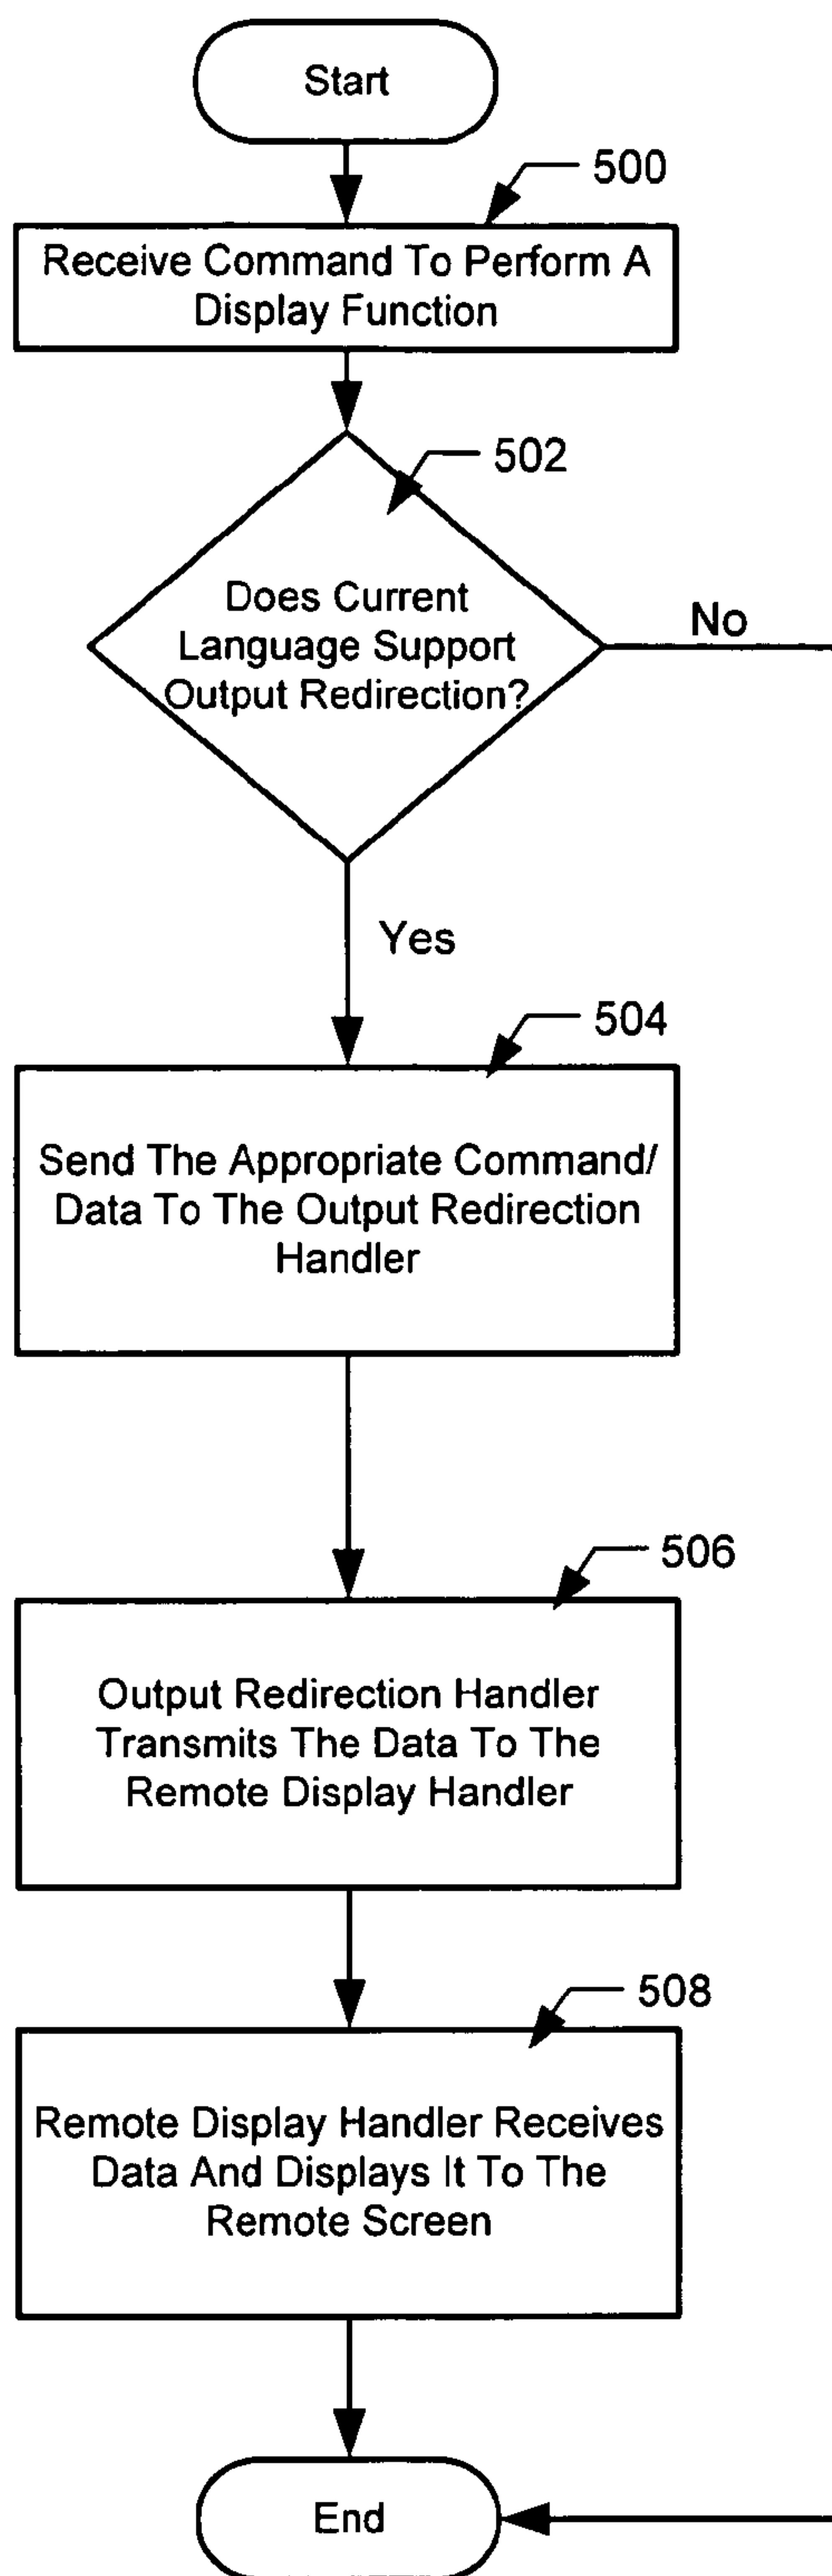 Start
500
Receive Command To Perform A
Display Function
502
Does Current
Language Support
Output Redirection?
No
Yes
504
Send The Appropriate Command/
Data To The Output Redirection
Handler
506
Output Redirection Handler
Transmits The Data To The
Remote Display Handler
508
Remote Display Handler Receives
Data And Displays It To The
Remote Screen
End